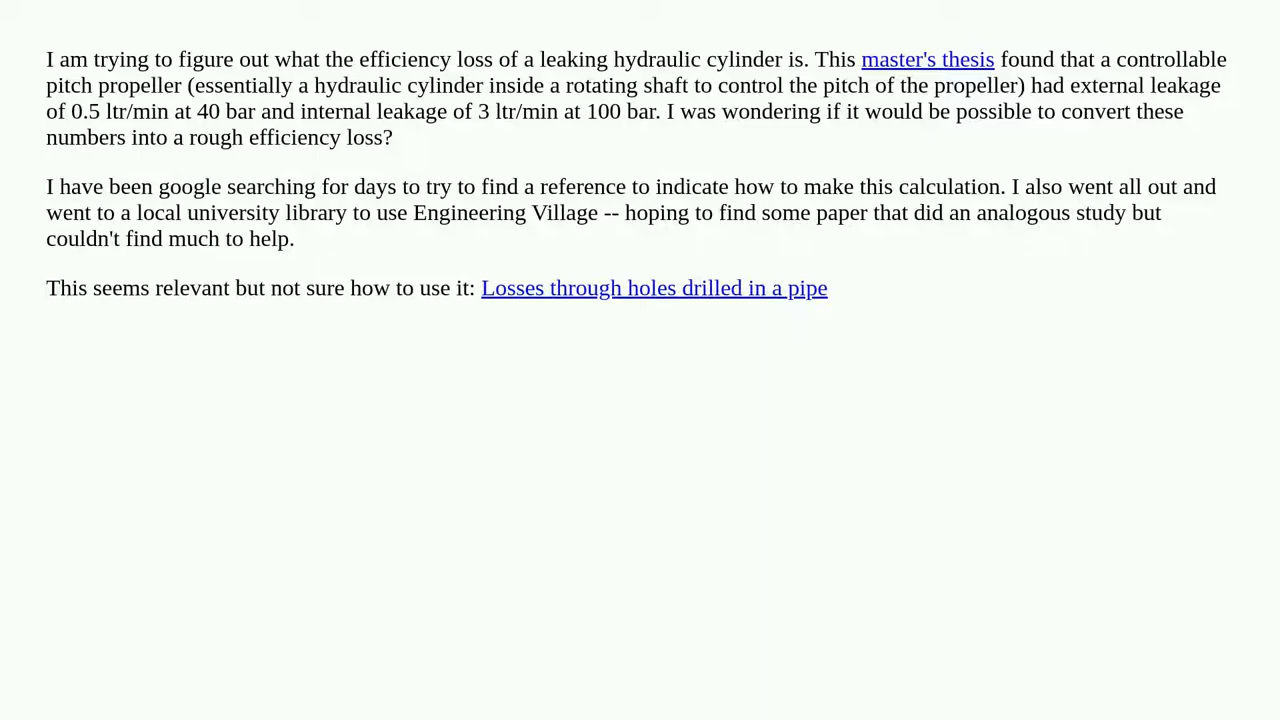 I am trying to figure out what the efficiency loss of a leaking hydraulic cylinder is. This master's thesis found that a controllable
pitch propeller (essentially a hydraulic cylinder inside a rotating shaft to control the pitch of the propeller) had external leakage
of 0.5 ltr/min at 40 bar and internal leakage of 3 ltr/min at 100 bar. I was wondering if it would be possible to convert these
numbers into a rough efficiency loss?
I have been google searching for days to try to find a reference to indicate how to make this calculation. I also went all out and
went to a local university library to use Engineering Village -- hoping to find some paper that did an analogous study but
couldn't find much to help.
This seems relevant but not sure how to use it: Losses through holes drilled in a pipe